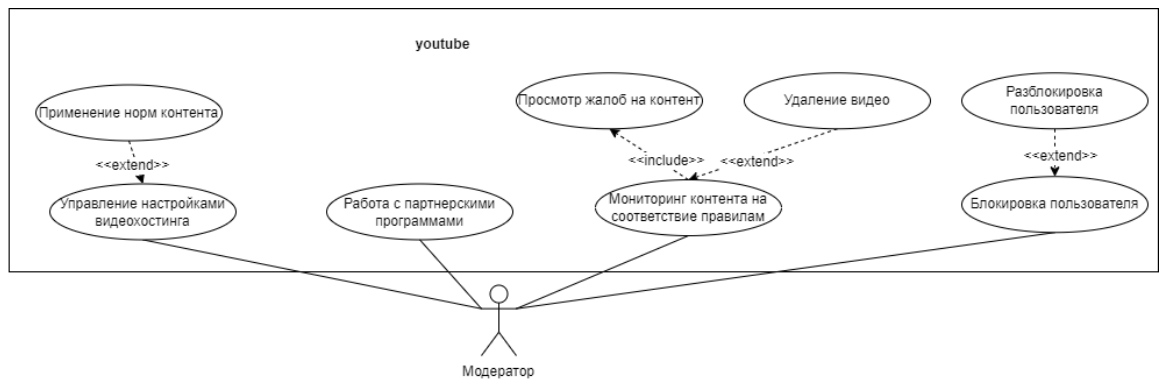 youtube
Применение норм контента
Просмотр жалоб на контент
Удаление видео
Разблокировка
пользователя
<<extend>>
<<include>>
<<extend>>
<<extend>>
Управление настройками
видеохостинга
Работа с партнерскими
программами
Мониторинг контента на
соответствие правилам
Блокировка пользователя
Модератор